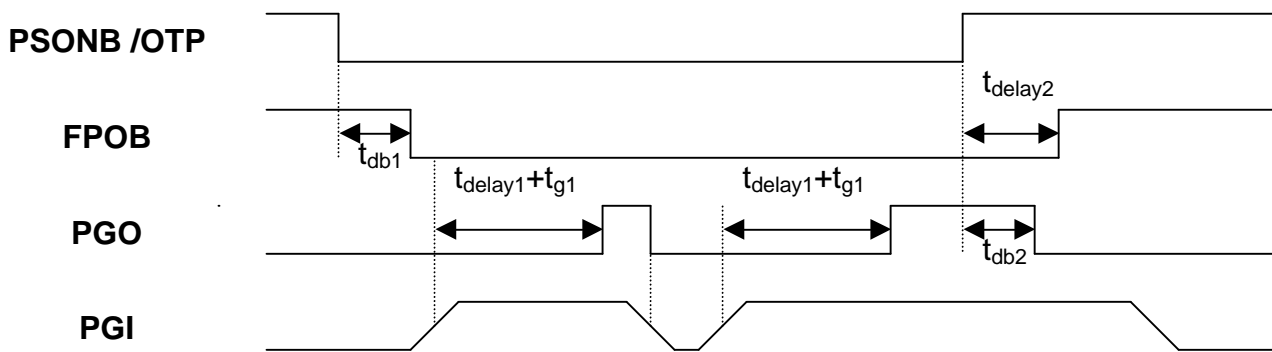 PSONB /OTP
tdelay2
FPOB
tdb1
tdelay1+tg1
tdelay1+tg1
PGO
tdb2
PGI